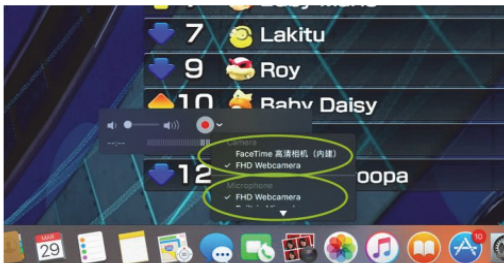 7 Lakitu
9 Roy
10 Baby Daisy
Camera
FaceTime 高清相机（内建）
✓ FHD Webcamera
12 oopa
Microphone
✓ FHD Webcamera
MAR
29
10